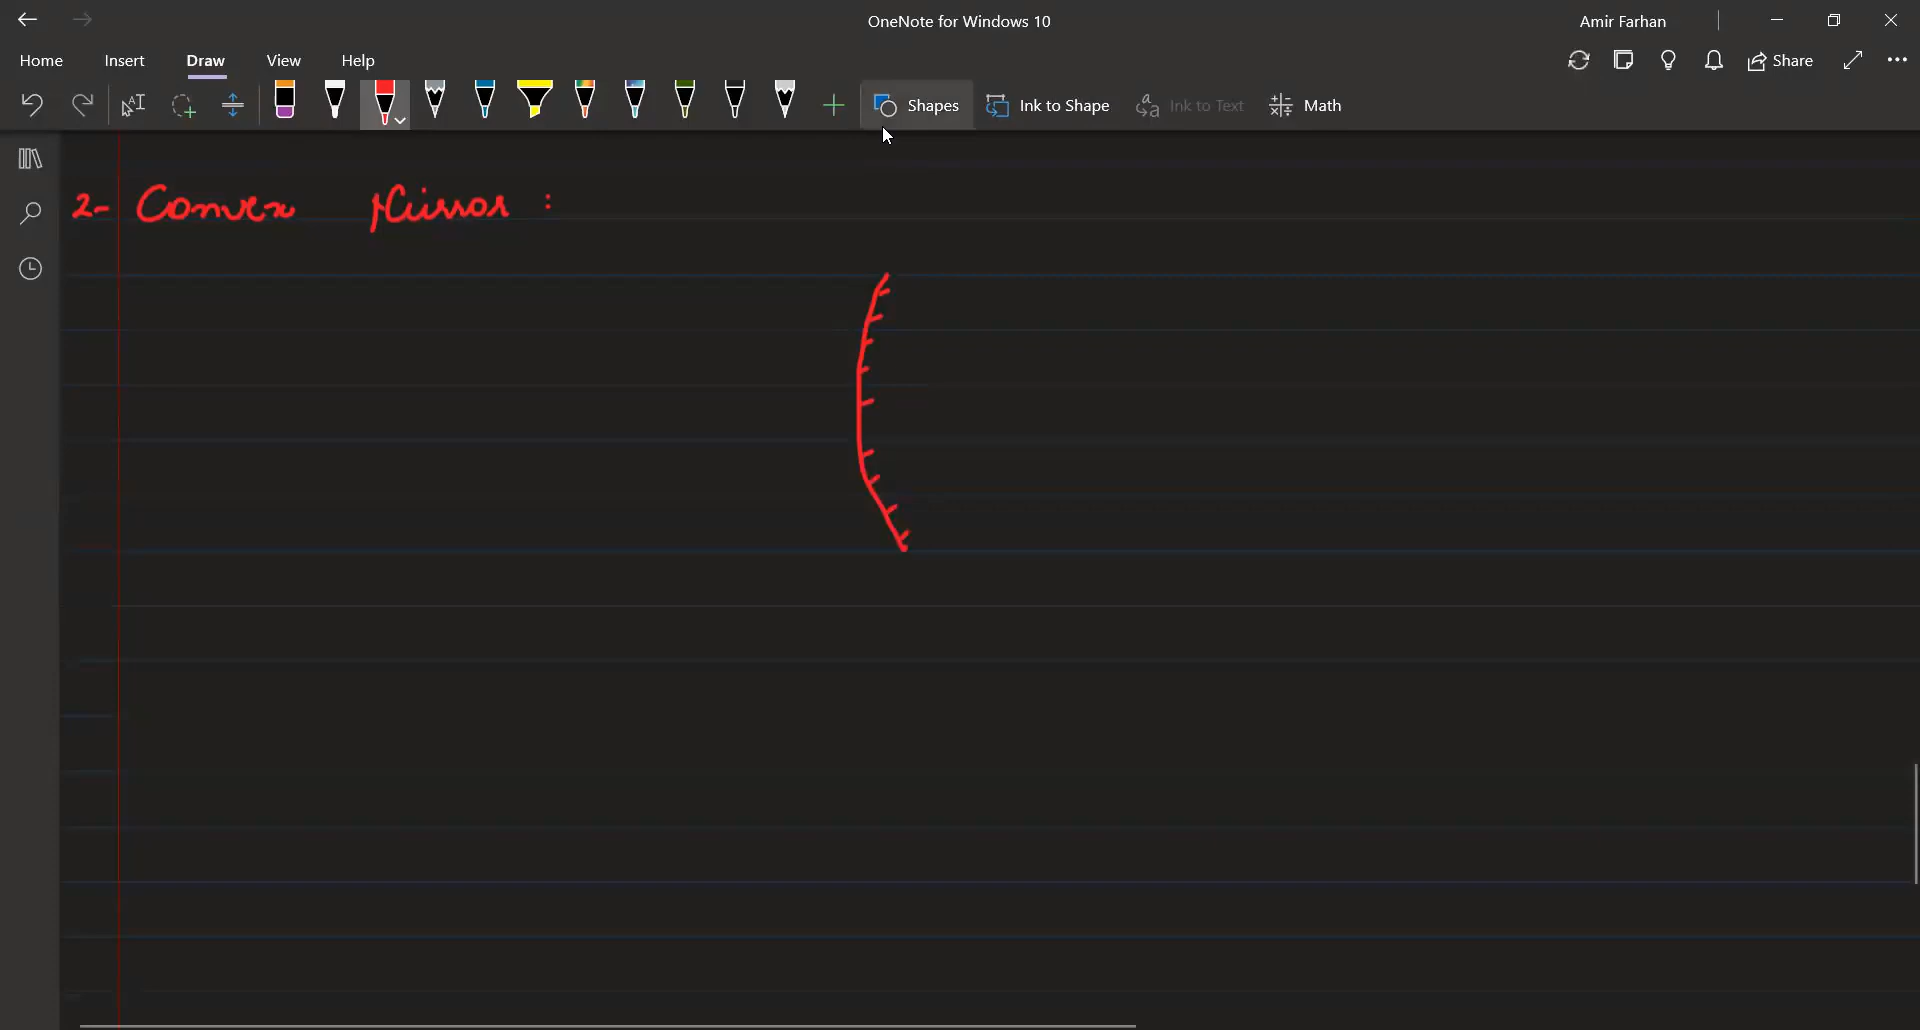 OneNote for Windows 10
Amir Farhan
Home Insert Draw View Help
Share
Shapes Ink to Shape Ink to Text Math
2- Convex Mirror :